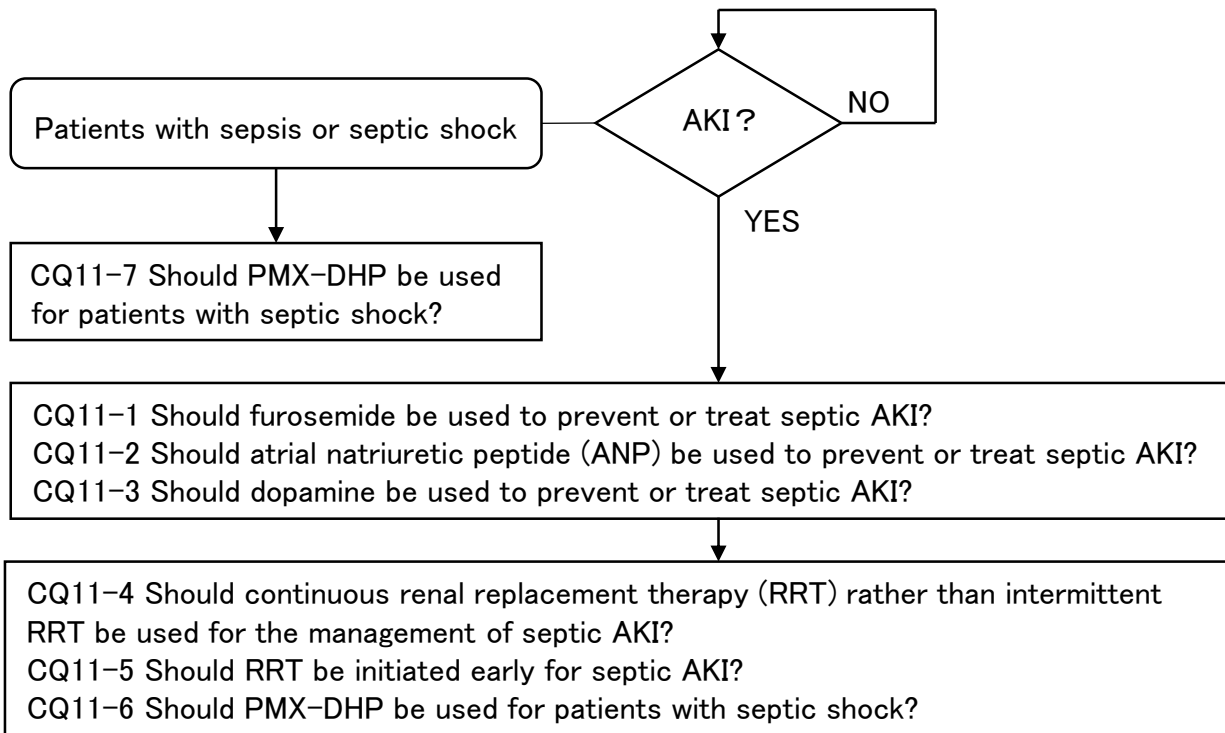 Patients with sepsis or septic shock
AKI？
NO
YES
CQ11-7 Should PMX-DHP be used
for patients with septic shock?
CQ11-1 Should furosemide be used to prevent or treat septic AKI?
CQ11-2 Should atrial natriuretic peptide (ANP) be used to prevent or treat septic AKI?
CQ11-3 Should dopamine be used to prevent or treat septic AKI?
CQ11-4 Should continuous renal replacement therapy (RRT) rather than intermittent
RRT be used for the management of septic AKI?
CQ11-5 Should RRT be initiated early for septic AKI?
CQ11-6 Should PMX-DHP be used for patients with septic shock?